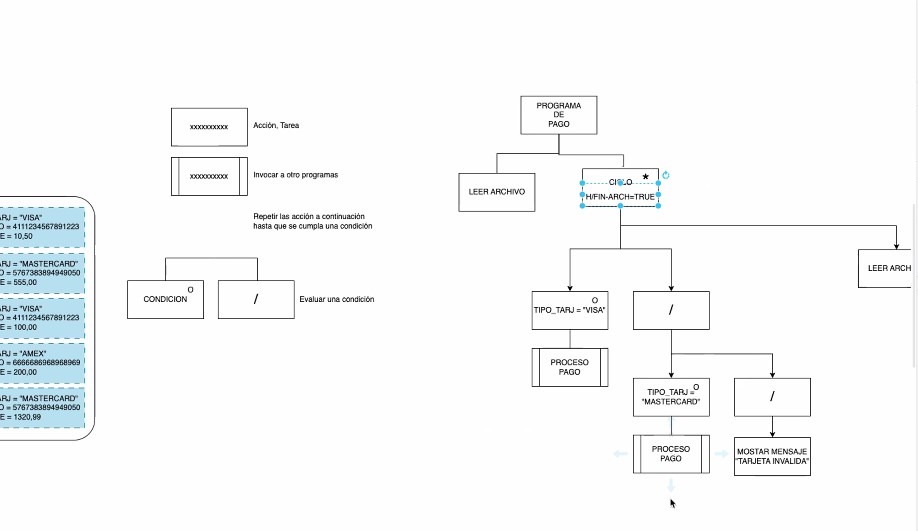 ARJ = "VISA"
O = 4111234567891223
E = 10,50
ARJ = "MASTERCARD"
O = 5767383894949050
E = 555,00
ARJ = "VISA"
O = 4111234567891223
E = 100,00
ARJ = "AMEX"
O = 6666686968968969
E = 200,00
ARJ = "MASTERCARD"
O = 5767383894949050
E = 1320,99
xxxxxxxxxx
Acción, Tarea
xxxxxxxxxx
Invocar a otro programas
Repetir las acción a continuación
hasta que se cumpla una condición
O
CONDICION
/
Evaluar una condición
PROGRAMA
DE
PAGO
LEER ARCHIVO
CICLO *
H/FIN-ARCH=TRUE
LEER ARCH
O
TIPO_TARJ = "VISA"
/
PROCESO
PAGO
O
TIPO_TARJ =
"MASTERCARD"
/
PROCESO
PAGO
MOSTAR MENSAJE
"TARJETA INVALIDA"